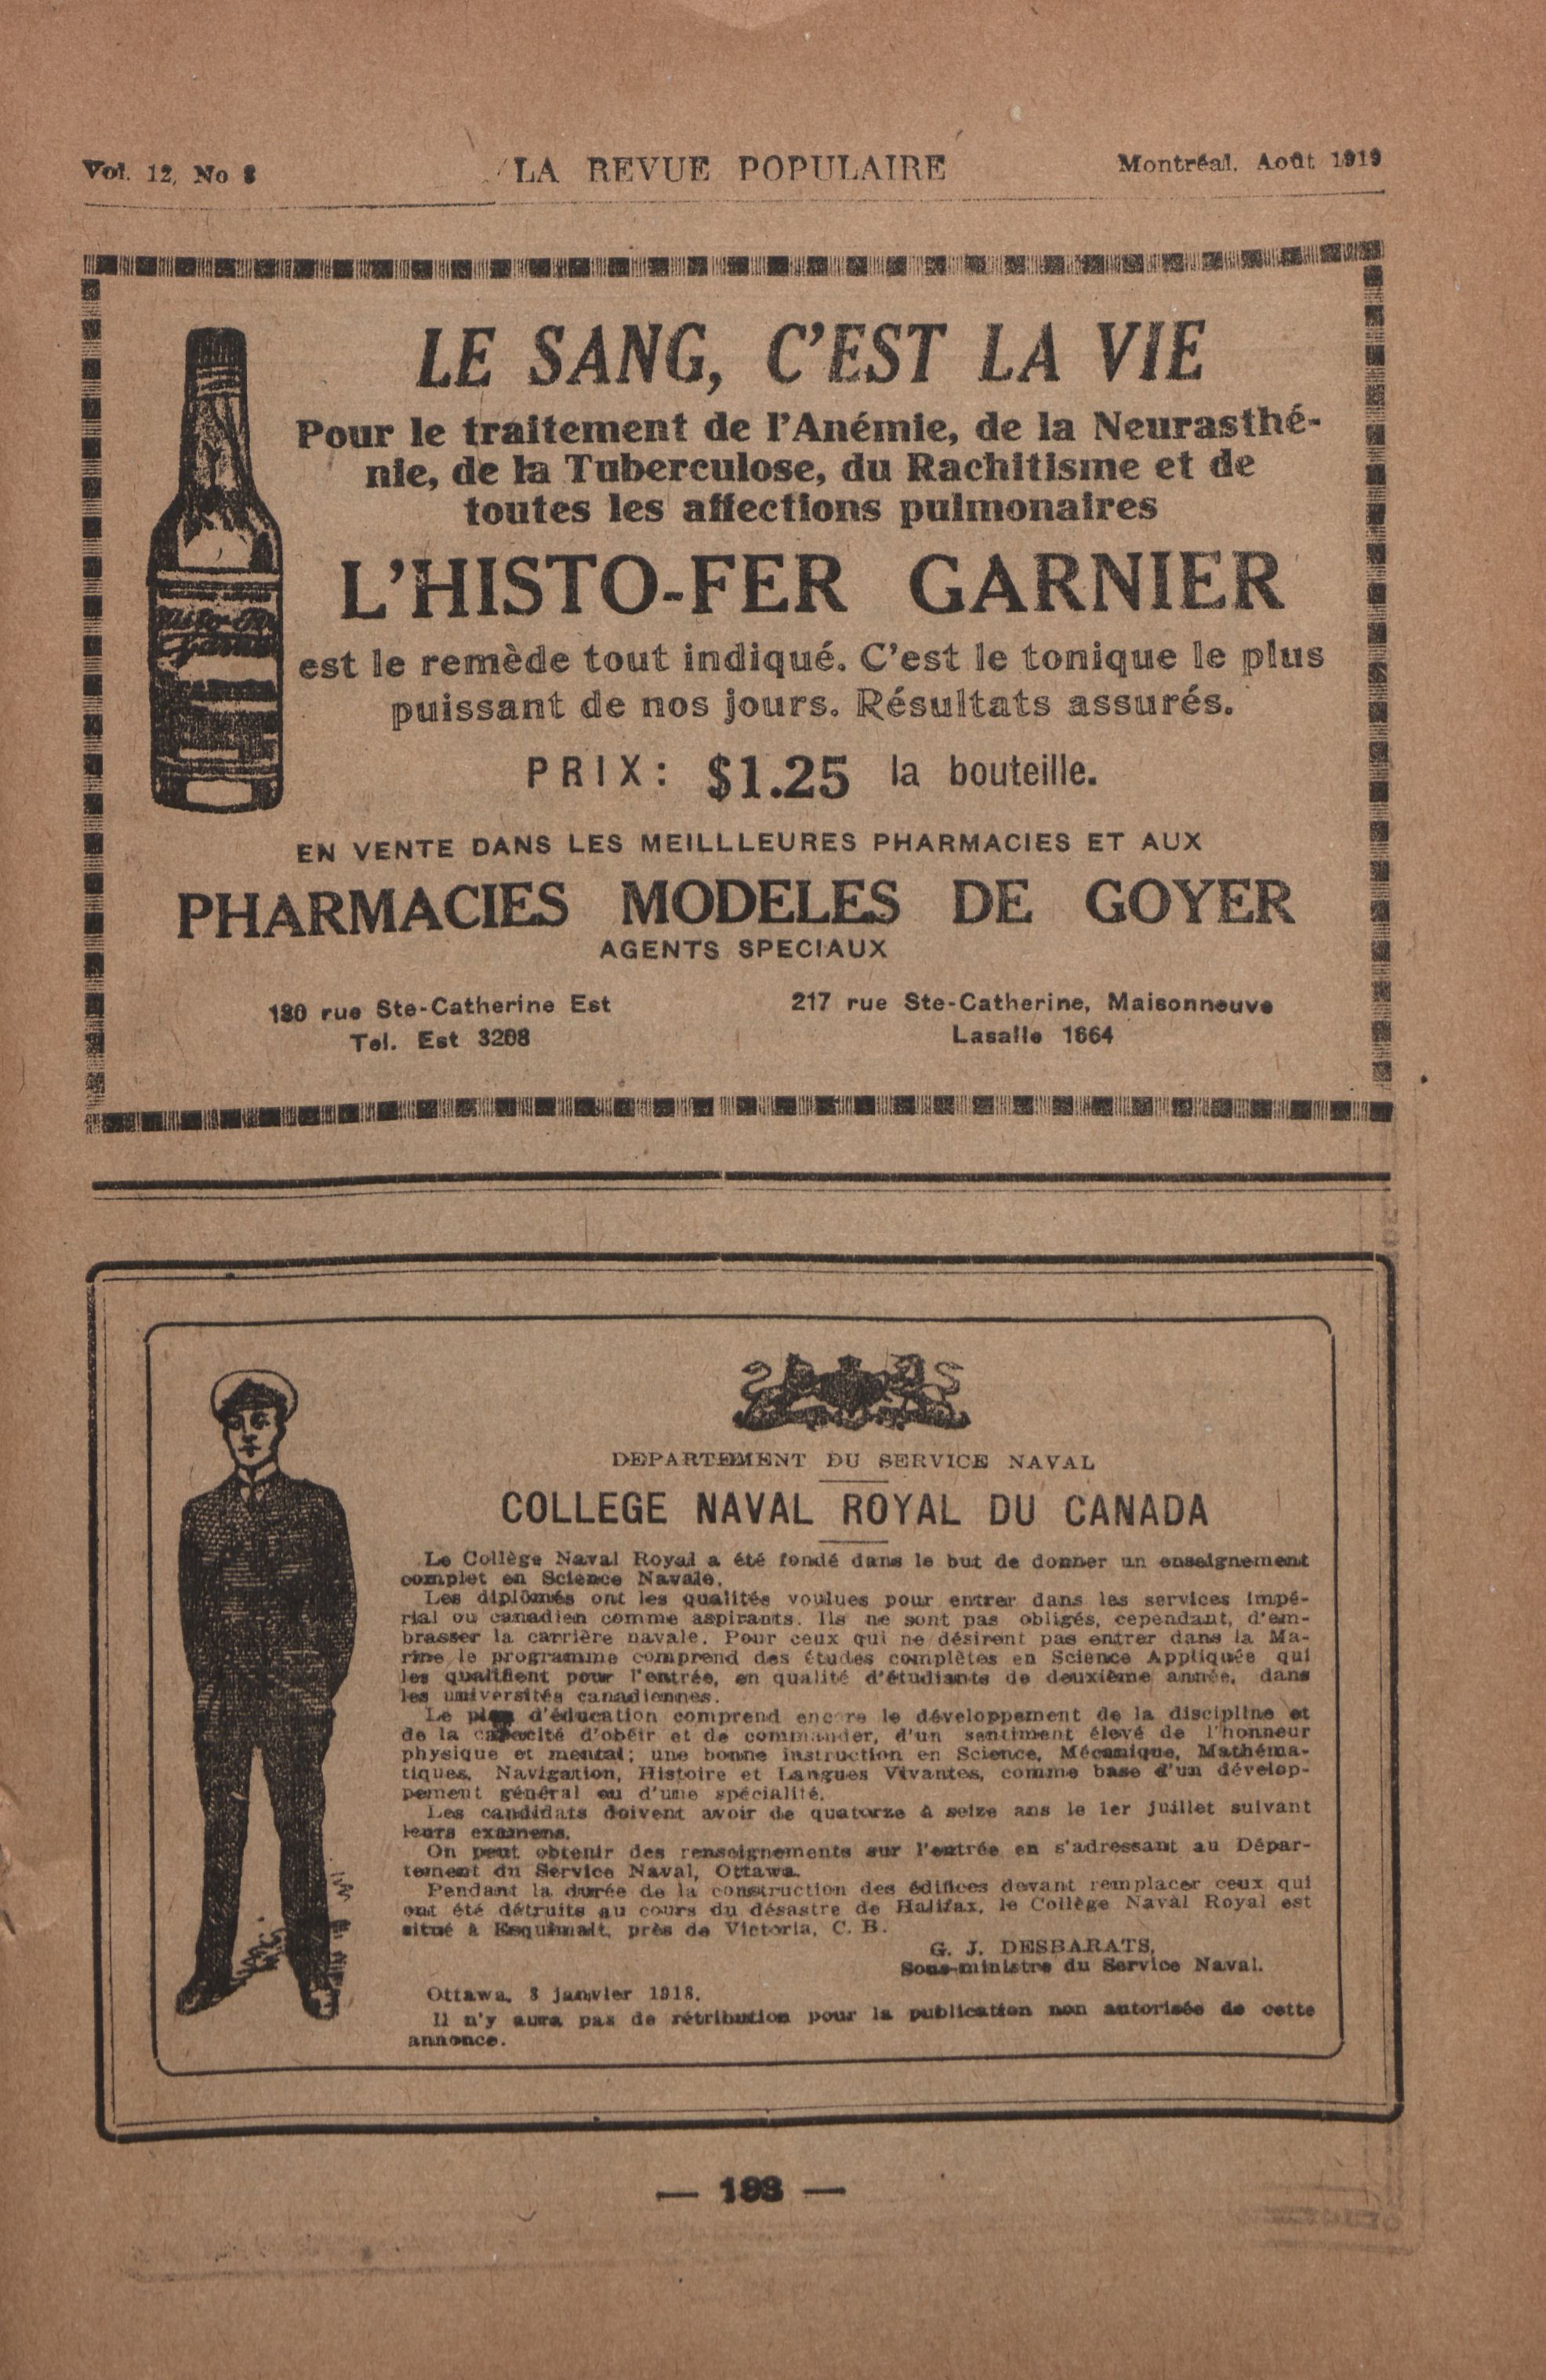 Vol. 12, No 8
LA REVUE POPULAIRE
Montréal, Août 1919
LE SANG, C'EST LA VIE
Pour le traitement de l'Anémie, de la Neurasthé-
nie, de la Tuberculose, du Rachitisme et de
toutes les affections pulmonaires
L'HISTO-FER GARNIER
est le remède tout indiqué. C'est le tonique le plus
puissant de nos jours. Résultats assurés.
PRIX: $1.25 la bouteille.
EN VENTE DANS LES MEILLLEURES PHARMACIES ET AUX
PHARMACIES MODELES DE GOYER
AGENTS SPECIAUX
180 rue Ste-Catherine Est
Tel. Est 3208
217 rue Ste-Catherine, Maisonneuve
Lasalle 1664
DEPARTEMENT DU SERVICE NAVAL
COLLEGE NAVAL ROYAL DU CANADA
Le Collège Naval Royal a été fondé dans le but de donner un enseignement
complet en Science Navale.
Les diplômés ont les qualités voulues pour entrer dans les services impé-
rial ou canadien comme aspirants. Ils ne sont pas obligés, cependant, d'em-
brasser la carrière navale. Pour ceux qui ne désirent pas entrer dans la Ma-
rine le programme comprend des études complètes en Science Appliquée qui
les qualifient pour l'entrée, en qualité d'étudiants de deuxième année, dans
les universités canadiennes.
Le plan d'éducation comprend encore le développement de la discipline et
de la capacité d'obéir et de commander, d'un sentiment élevé de l'honneur
physique et mental; une bonne instruction en Science, Mécanique, Mathéma-
tiques, Navigation, Histoire et Langues Vivantes, comme base d'un dévelop-
pement général ou d'une spécialité.
Les candidats doivent avoir de quatorze à seize ans le 1er juillet suivant
leurs examens.
On peut obtenir des renseignements sur l'entrée en s'adressant au Dépar-
tement du Service Naval, Ottawa.
Pendant la durée de la construction des édifices devant remplacer ceux qui
ont été détruits au cours du désastre de Halifax, le Collège Naval Royal est
situé à Esquimalt, près de Victoria, C. B.
G. J. DESBARATS,
Sous-ministre du Service Naval.
Ottawa, 8 janvier 1918.
Il n'y aura pas de rétribution pour la publication non autorisée de cette
annonce.
— 193 —